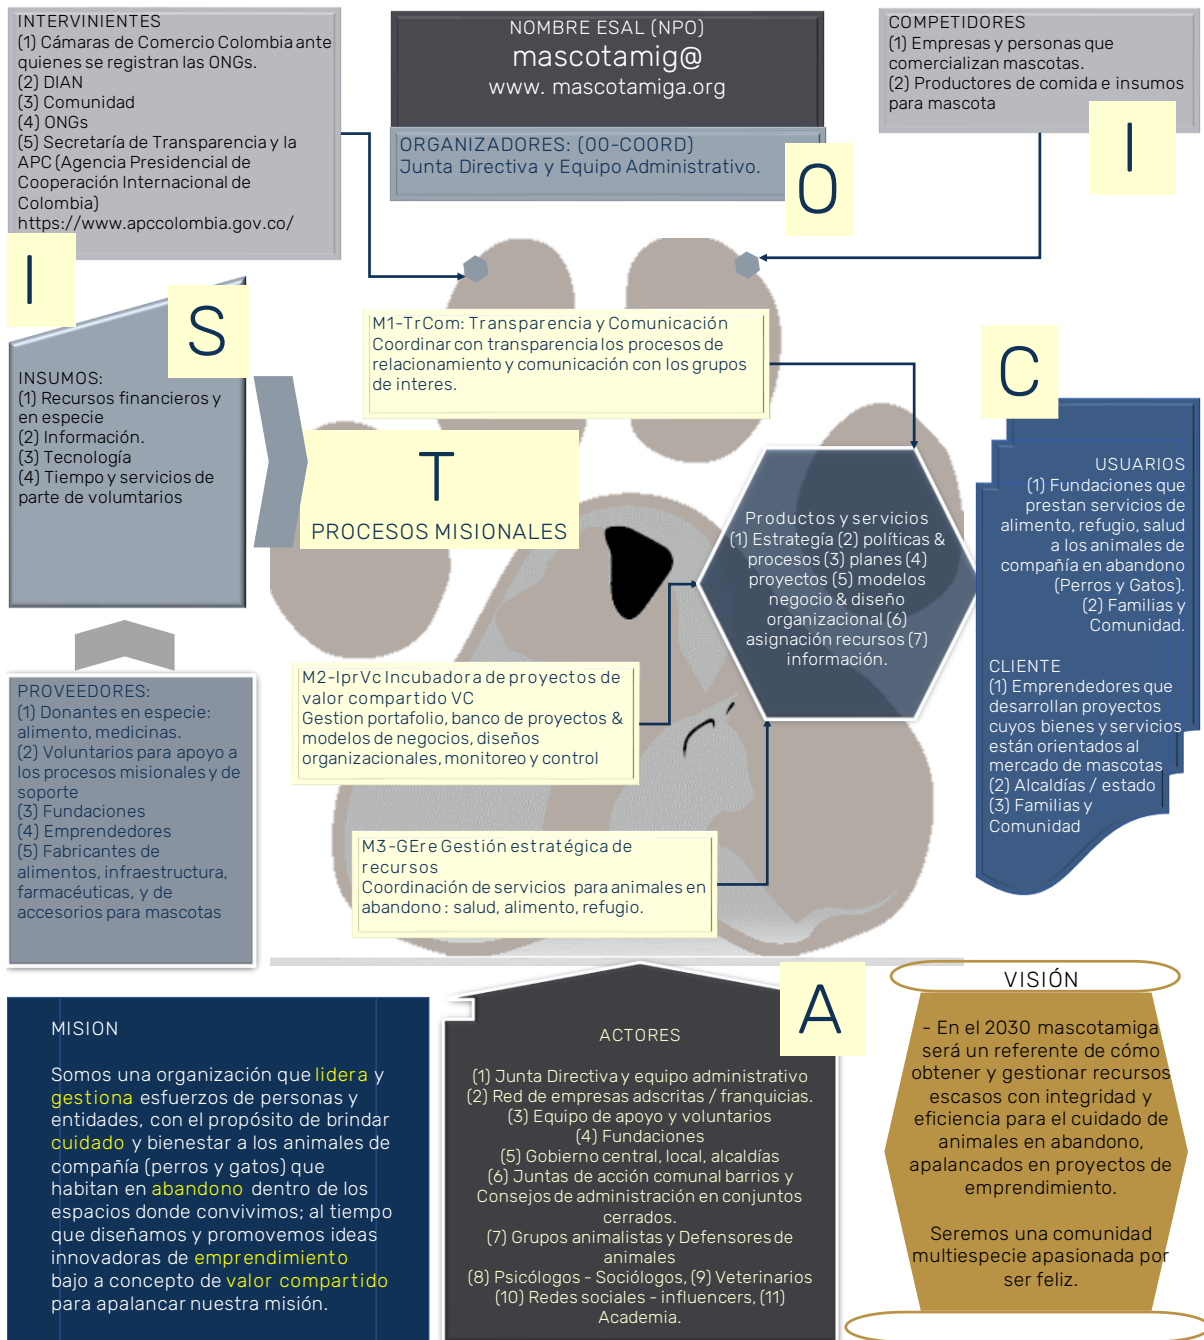 INTERVINIENTES
(1) Cámaras de Comercio Colombia ante
quienes se registran las ONGs.
(2) DIAN
(3) Comunidad
(4) ONGs
(5) Secretaría de Transparencia y la
APC (Agencia Presidencial de
Cooperación Internacional de
Colombia)
https://www.apccolombia.gov.co/
I
NOMBRE ESAL (NPO)
mascotamig@
www. mascotamiga.org
ORGANIZADORES: (00-COORD)
Junta Directiva y Equipo Administrativo.
O
COMPETIDORES
(1) Empresas y personas que
comercializan mascotas.
(2) Productores de comida e insumos
para mascota
I
S
INSUMOS:
(1) Recursos financieros y
en especie
(2) Información.
(3) Tecnología
(4) Tiempo y servicios de
parte de volumtarios
M1-TrCom: Transparencia y Comunicación
Coordinar con transparencia los procesos de
relacionamiento y comunicación con los grupos
de interes.
T
PROCESOS MISIONALES
C
USUARIOS
(1) Fundaciones que
prestan servicios de
alimento, refugio, salud
a los animales de
compañía en abandono
(Perros y Gatos).
(2) Familias y
Comunidad.
CLIENTE
(1) Emprendedores que
desarrollan proyectos
cuyos bienes y servicios
están orientados al
mercado de mascotas
(2) Alcaldías / estado
(3) Familias y
Comunidad
Productos y servicios
(1) Estrategía (2) políticas &
procesos (3) planes (4)
proyectos (5) modelos
negocio & diseño
organizacional (6)
asignación recursos (7)
información.
PROVEEDORES:
(1) Donantes en especie:
alimento, medicinas.
(2) Voluntarios para apoyo a
los procesos misionales y de
soporte
(3) Fundaciones
(4) Emprendedores
(5) Fabricantes de
alimentos, infraestructura,
farmacéuticas, y de
accesorios para mascotas
M2-IprVc Incubadora de proyectos de
valor compartido VC
Gestion portafolio, banco de proyectos &
modelos de negocios, diseños
organizacionales, monitoreo y control
M3-GEre Gestión estratégica de
recursos
Coordinación de servicios para animales en
abandono : salud, alimento, refugio.
MISION
Somos una organización que lidera y
gestiona esfuerzos de personas y
entidades, con el propósito de brindar
cuidado y bienestar a los animales de
compañía (perros y gatos) que
habitan en abandono dentro de los
espacios donde convivimos; al tiempo
que diseñamos y promovemos ideas
innovadoras de emprendimiento
bajo a concepto de valor compartido
para apalancar nuestra misión.
A
ACTORES
(1) Junta Directiva y equipo administrativo
(2) Red de empresas adscritas / franquicias.
(3) Equipo de apoyo y voluntarios
(4) Fundaciones
(5) Gobierno central, local, alcaldías
(6) Juntas de acción comunal barrios y
Consejos de administración en conjuntos
cerrados.
(7) Grupos animalistas y Defensores de
animales
(8) Psicólogos - Sociólogos, (9) Veterinarios
(10) Redes sociales - influencers, (11)
Academia.
VISIÓN
- En el 2030 mascotamiga
será un referente de cómo
obtener y gestionar recursos
escasos con integridad y
eficiencia para el cuidado de
animales en abandono,
apalancados en proyectos de
emprendimiento.
Seremos una comunidad
multiespecie apasionada por
ser feliz.